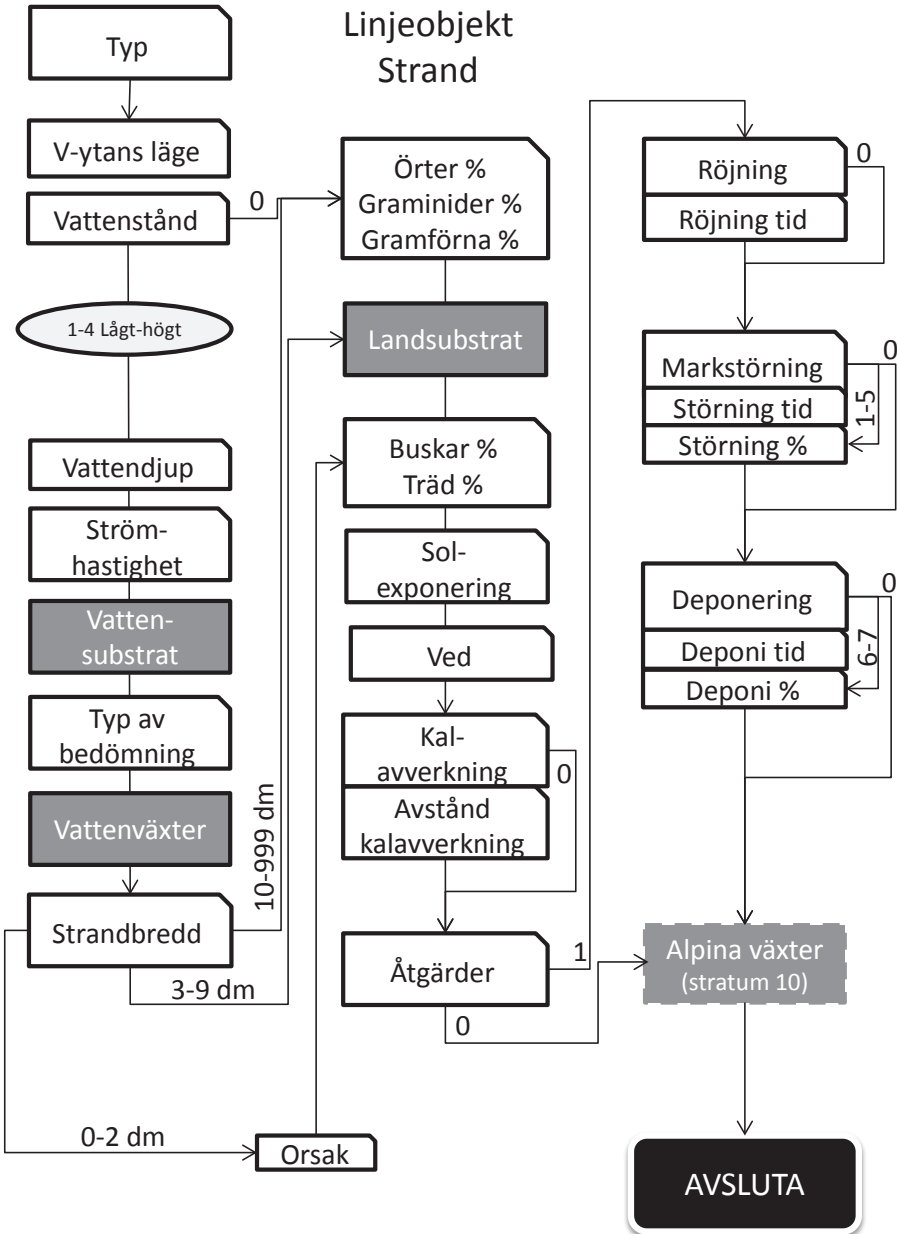 Linjeobjekt
Strand
Typ
V-ytans läge
Vattenstånd
0
1-4 Lågt-högt
Vattendjup
Ström-
hastighet
Vatten-
substrat
Typ av
bedömning
Vattenväxter
Strandbredd
10-999 dm
3-9 dm
0-2 dm
Orsak
Örter %
Graminider %
Gramförna %
Landsubstrat
Buskar %
Träd %
Sol-
exponering
Ved
Kal-
avverkning
0
Avstånd
kalavverkning
Åtgärder
1
0
Röjning
0
Röjning tid
Markstörning
0
1-5
Störning tid
Störning %
Deponering
0
6-7
Deponi tid
Deponi %
Alpina växter
(stratum 10)
AVSLUTA